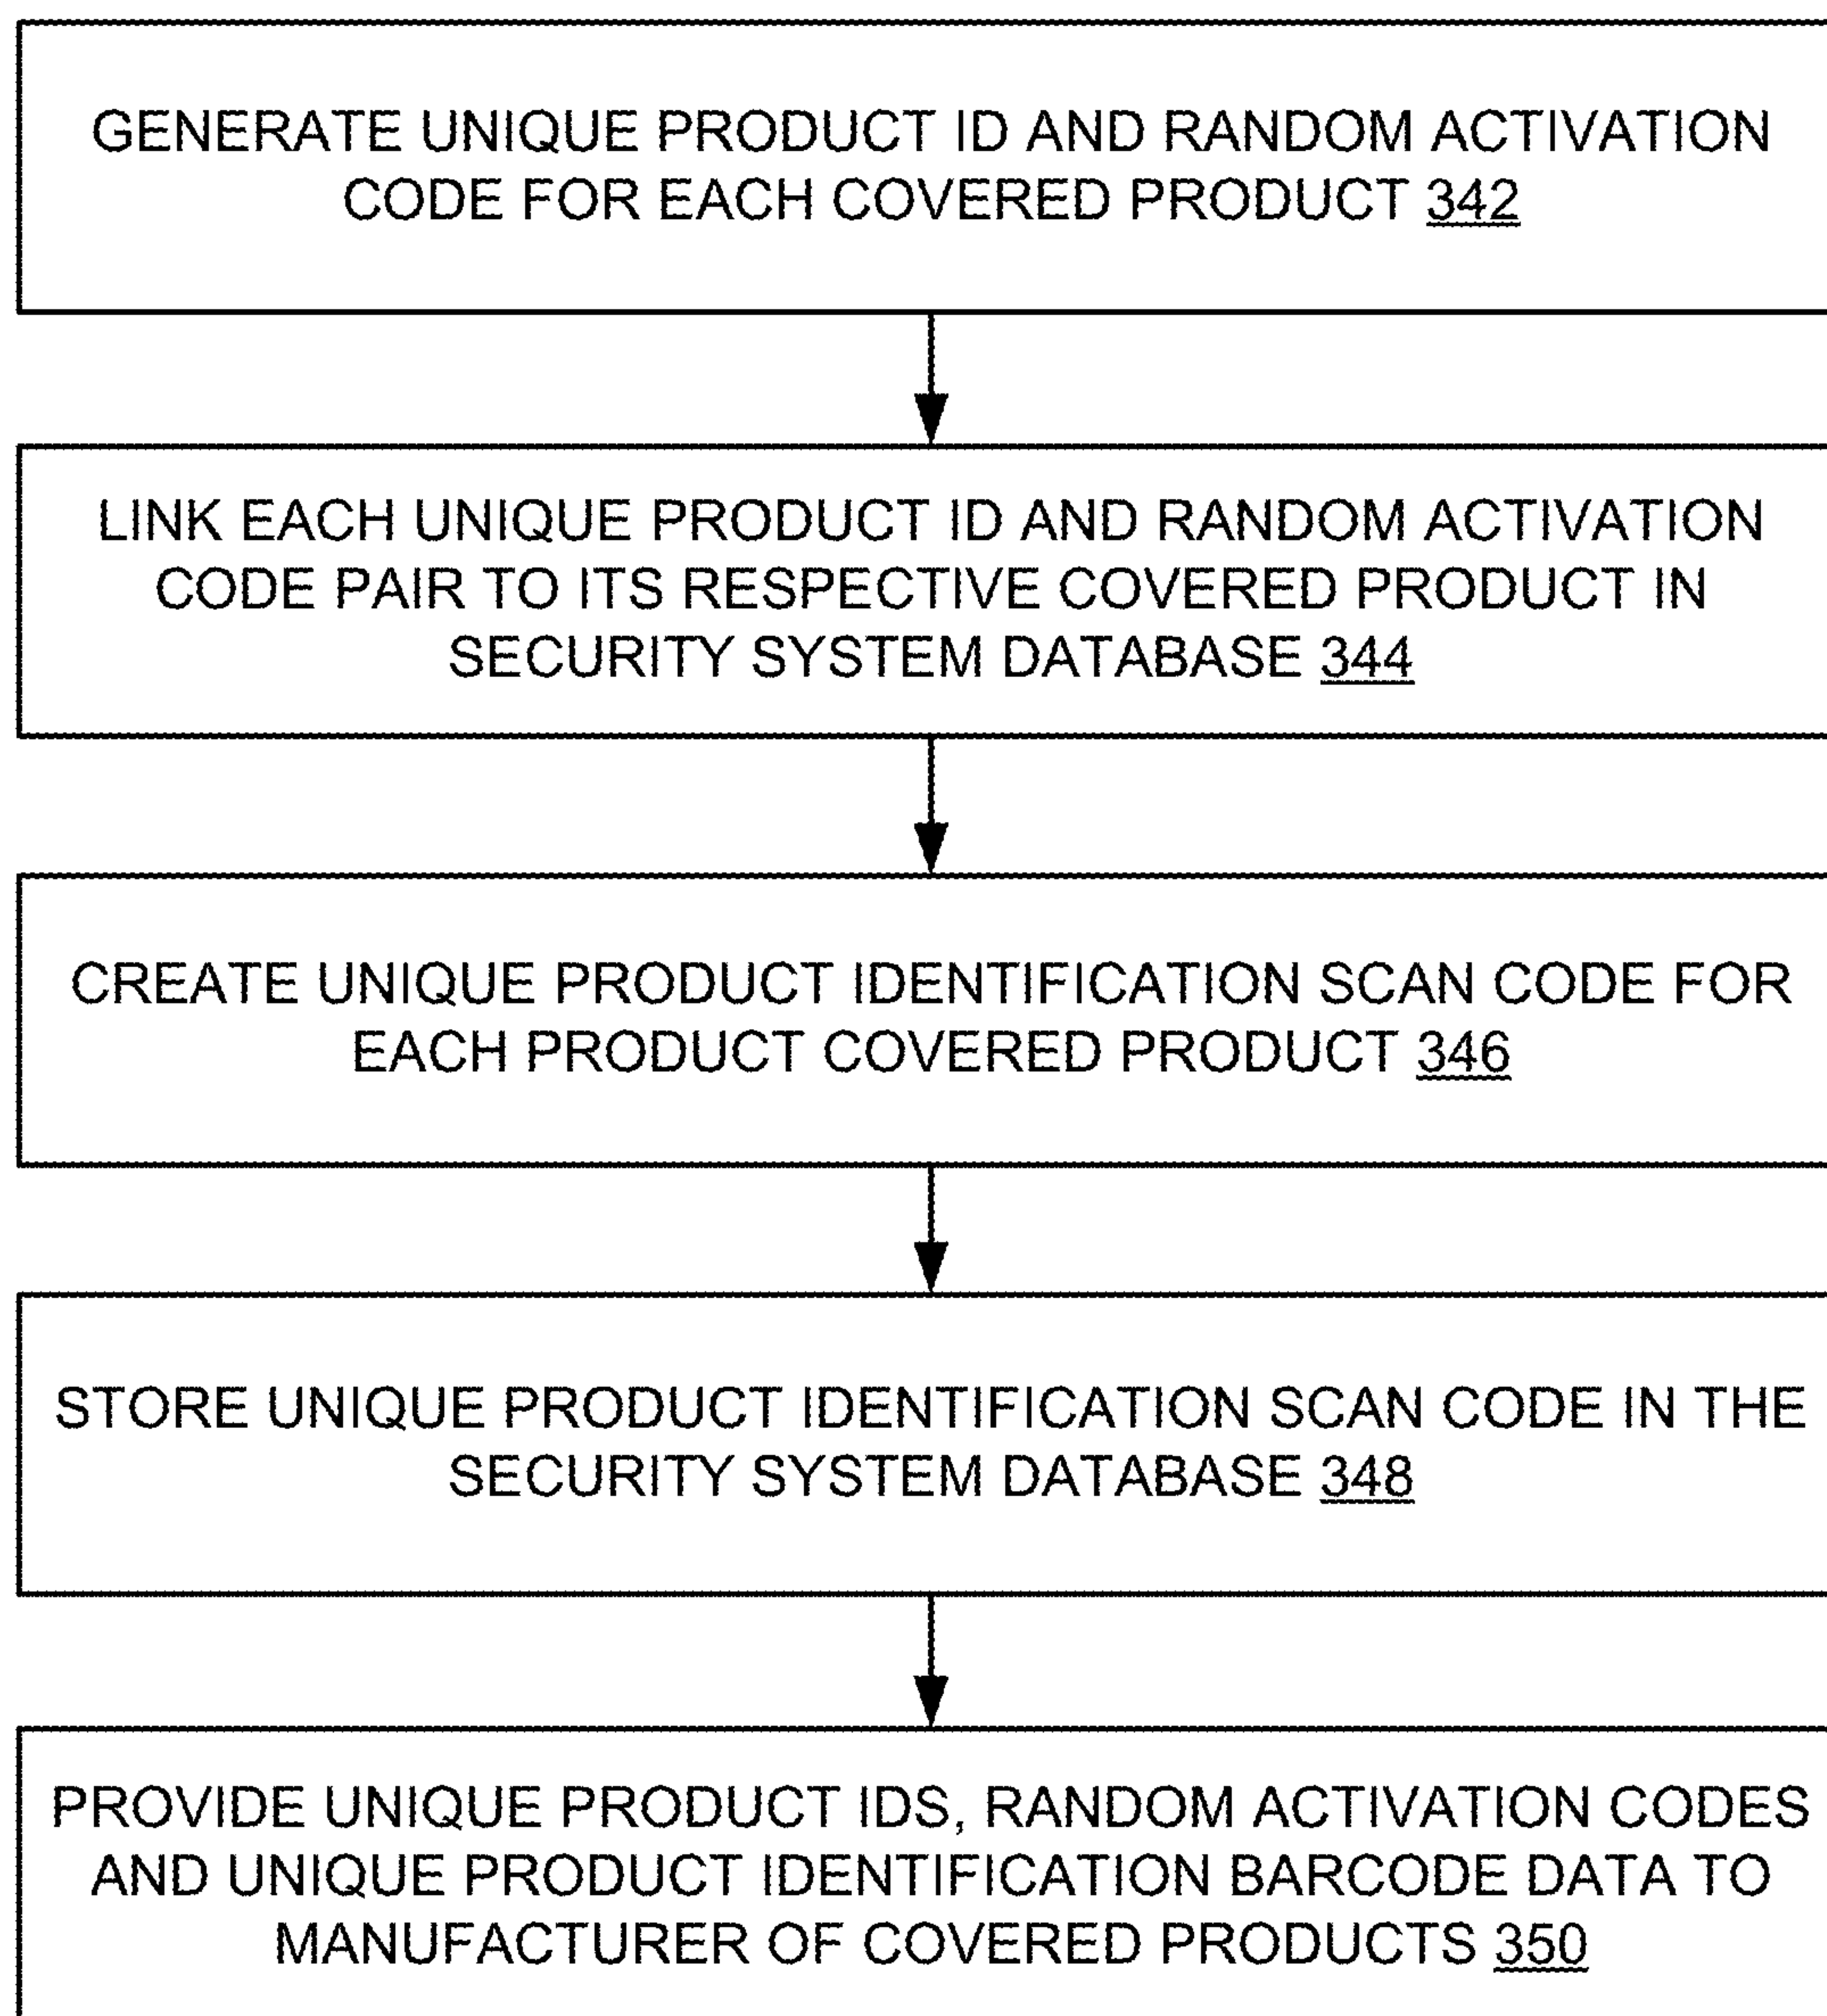 GENERATE UNIQUE PRODUCT ID AND RANDOM ACTIVATION
CODE FOR EACH COVERED PRODUCT 342
LINK EACH UNIQUE PRODUCT ID AND RANDOM ACTIVATION
CODE PAIR TO ITS RESPECTIVE COVERED PRODUCT IN
SECURITY SYSTEM DATABASE 344
CREATE UNIQUE PRODUCT IDENTIFICATION SCAN CODE FOR
EACH PRODUCT COVERED PRODUCT 346
STORE UNIQUE PRODUCT IDENTIFICATION SCAN CODE IN THE
SECURITY SYSTEM DATABASE 348
PROVIDE UNIQUE PRODUCT IDS, RANDOM ACTIVATION CODES
AND UNIQUE PRODUCT IDENTIFICATION BARCODE DATA TO
MANUFACTURER OF COVERED PRODUCTS 350